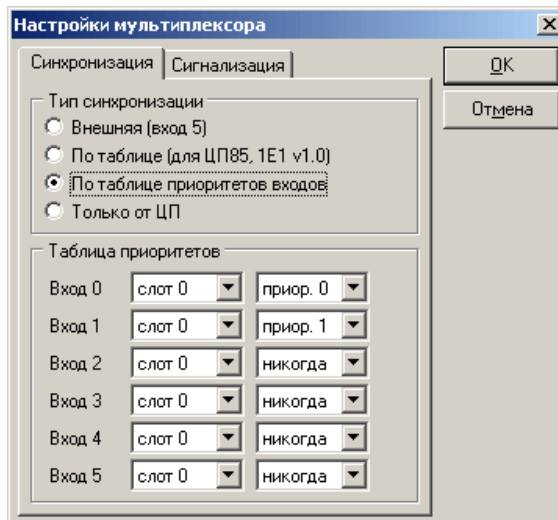 Настройки мультиплексора
Синхронизация Сигнализация
OK
Отмена
Тип синхронизации
Внешняя (вход 5)
По таблице (для ЦП85, 1E1 v1.0)
По таблице приоритетов входов
Только от ЦП
Таблица приоритетов
Вход 0 слот 0 приор. 0
Вход 1 слот 0 приор. 1
Вход 2 слот 0 никогда
Вход 3 слот 0 никогда
Вход 4 слот 0 никогда
Вход 5 слот 0 никогда